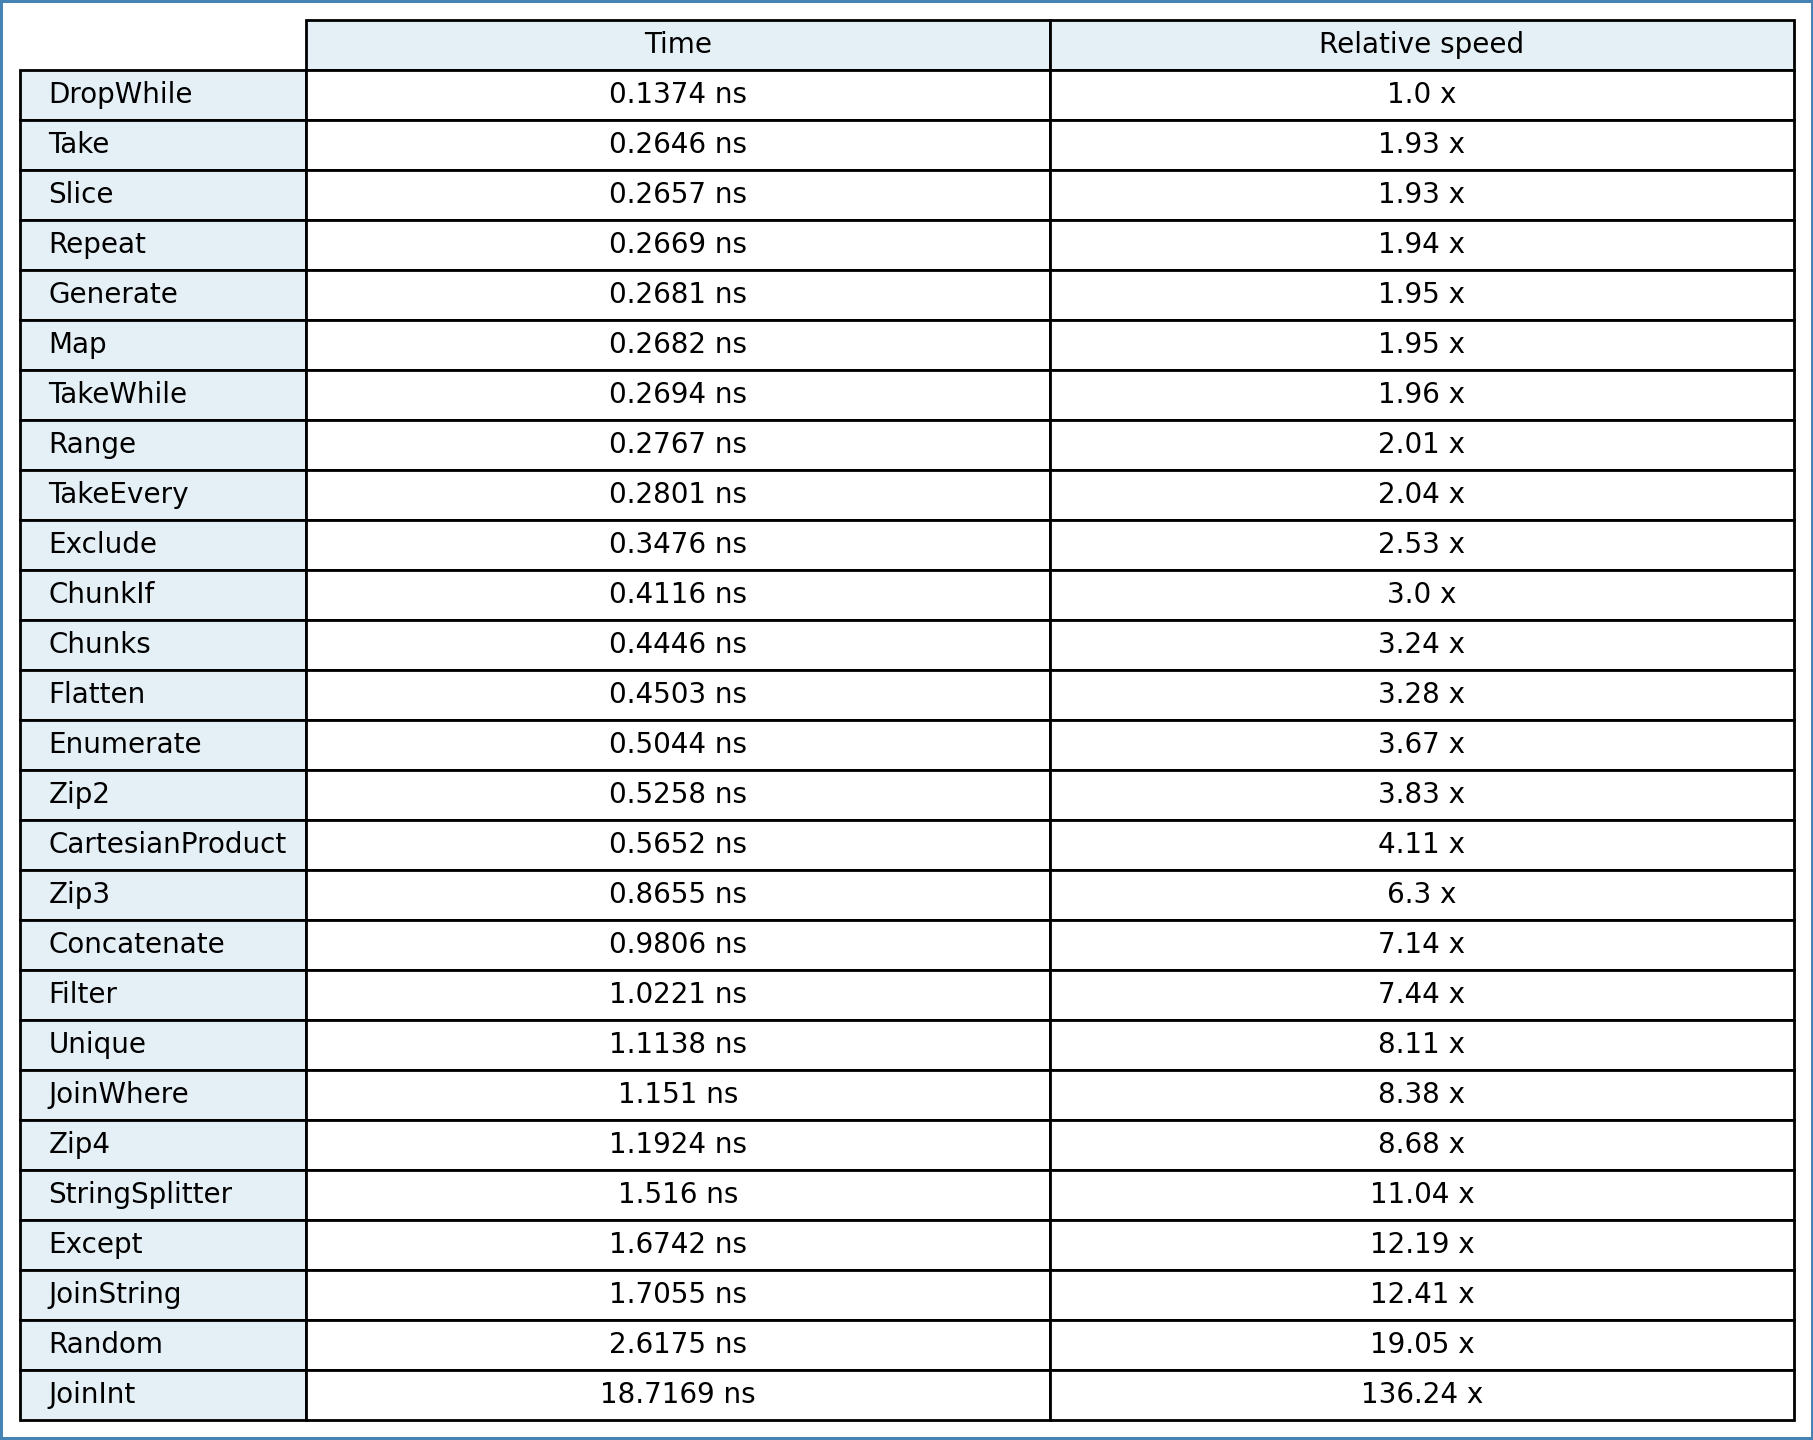 Time Relative speed
DropWhile 0.1374 ns 1.0 x
Take 0.2646 ns 1.93 x
Slice 0.2657 ns 1.93 x
Repeat 0.2669 ns 1.94 x
Generate 0.2681 ns 1.95 x
Map 0.2682 ns 1.95 x
TakeWhile 0.2694 ns 1.96 x
Range 0.2767 ns 2.01 x
TakeEvery 0.2801 ns 2.04 x
Exclude 0.3476 ns 2.53 x
ChunkIf 0.4116 ns 3.0 x
Chunks 0.4446 ns 3.24 x
Flatten 0.4503 ns 3.28 x
Enumerate 0.5044 ns 3.67 x
Zip2 0.5258 ns 3.83 x
CartesianProduct 0.5652 ns 4.11 x
Zip3 0.8655 ns 6.3 x
Concatenate 0.9806 ns 7.14 x
Filter 1.0221 ns 7.44 x
Unique 1.1138 ns 8.11 x
JoinWhere 1.151 ns 8.38 x
Zip4 1.1924 ns 8.68 x
StringSplitter 1.516 ns 11.04 x
Except 1.6742 ns 12.19 x
JoinString 1.7055 ns 12.41 x
Random 2.6175 ns 19.05 x
JoinInt 18.7169 ns 136.24 x